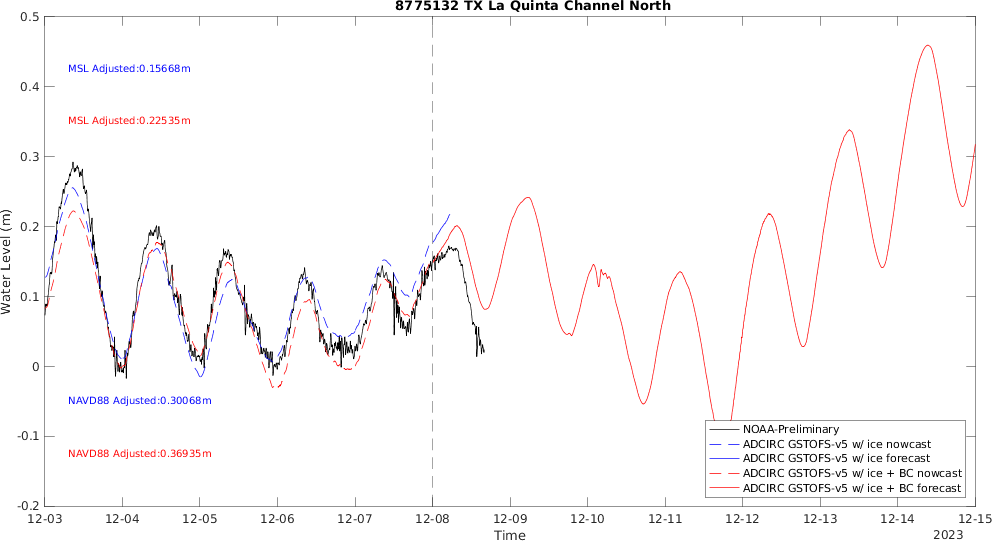 8775132 TX La Quinta Channel North
0.5
0.4
0.3
0.2
0.1
0
-0.1
-0.2
Water Level (m)
MSL Adjusted:0.15668m
MSL Adjusted:0.22535m
NAVD88 Adjusted:0.30068m
NAVD88 Adjusted:0.36935m
NOAA-Preliminary
ADCIRC GSTOFS-v5 w/ ice nowcast
ADCIRC GSTOFS-v5 w/ ice forecast
ADCIRC GSTOFS-v5 w/ ice + BC nowcast
ADCIRC GSTOFS-v5 w/ ice + BC forecast
12-03 12-04 12-05 12-06 12-07 12-08 12-09 12-10 12-11 12-12 12-13 12-14 12-15
Time
2023